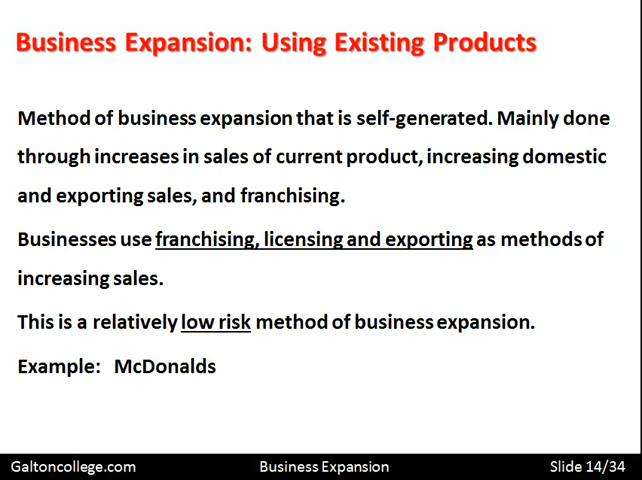 Business Expansion: Using Existing Products
Method of business expansion that is self-generated. Mainly done
through increases in sales of current product, increasing domestic
and exporting sales, and franchising.
Businesses use franchising, licensing and exporting as methods of
increasing sales.
This is a relatively low risk method of business expansion.
Example: McDonalds
Galtoncollege.com Business Expansion Slide 14/34